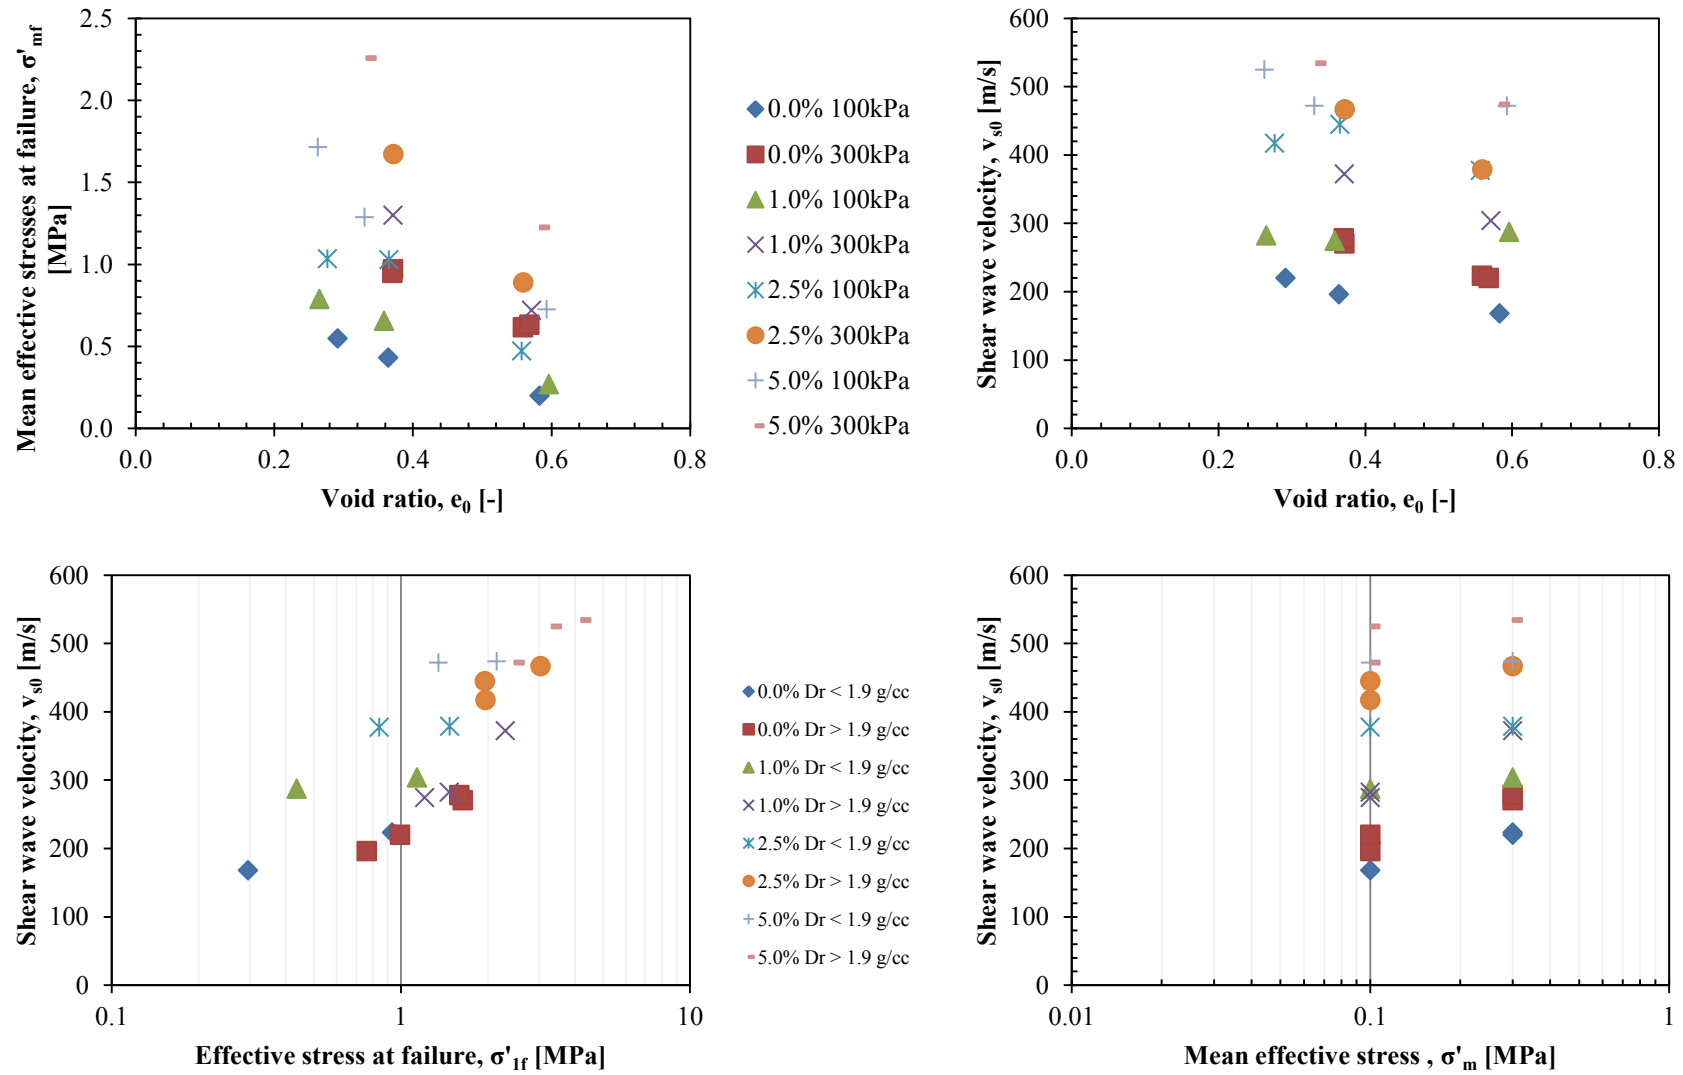 Mean effective stresses at failure, σ'mf
[MPa]
2.5
2.0
1.5
1.0
0.5
0.0
0.0 0.2 0.4 0.6 0.8
Void ratio, e0 [-]
0.0% 100kPa
0.0% 300kPa
1.0% 100kPa
1.0% 300kPa
2.5% 100kPa
2.5% 300kPa
5.0% 100kPa
5.0% 300kPa
Shear wave velocity, vs0 [m/s]
600
500
400
300
200
100
0
0.0 0.2 0.4 0.6 0.8
Void ratio, e0 [-]
Shear wave velocity, vs0 [m/s]
600
500
400
300
200
100
0
0.1 1 10
Effective stress at failure, σ'1f [MPa]
0.0% Dr < 1.9 g/cc
0.0% Dr > 1.9 g/cc
1.0% Dr < 1.9 g/cc
1.0% Dr > 1.9 g/cc
2.5% Dr < 1.9 g/cc
2.5% Dr > 1.9 g/cc
5.0% Dr < 1.9 g/cc
5.0% Dr > 1.9 g/cc
Shear wave velocity, vs0 [m/s]
600
500
400
300
200
100
0
0.01 0.1 1
Mean effective stress , σ'm [MPa]